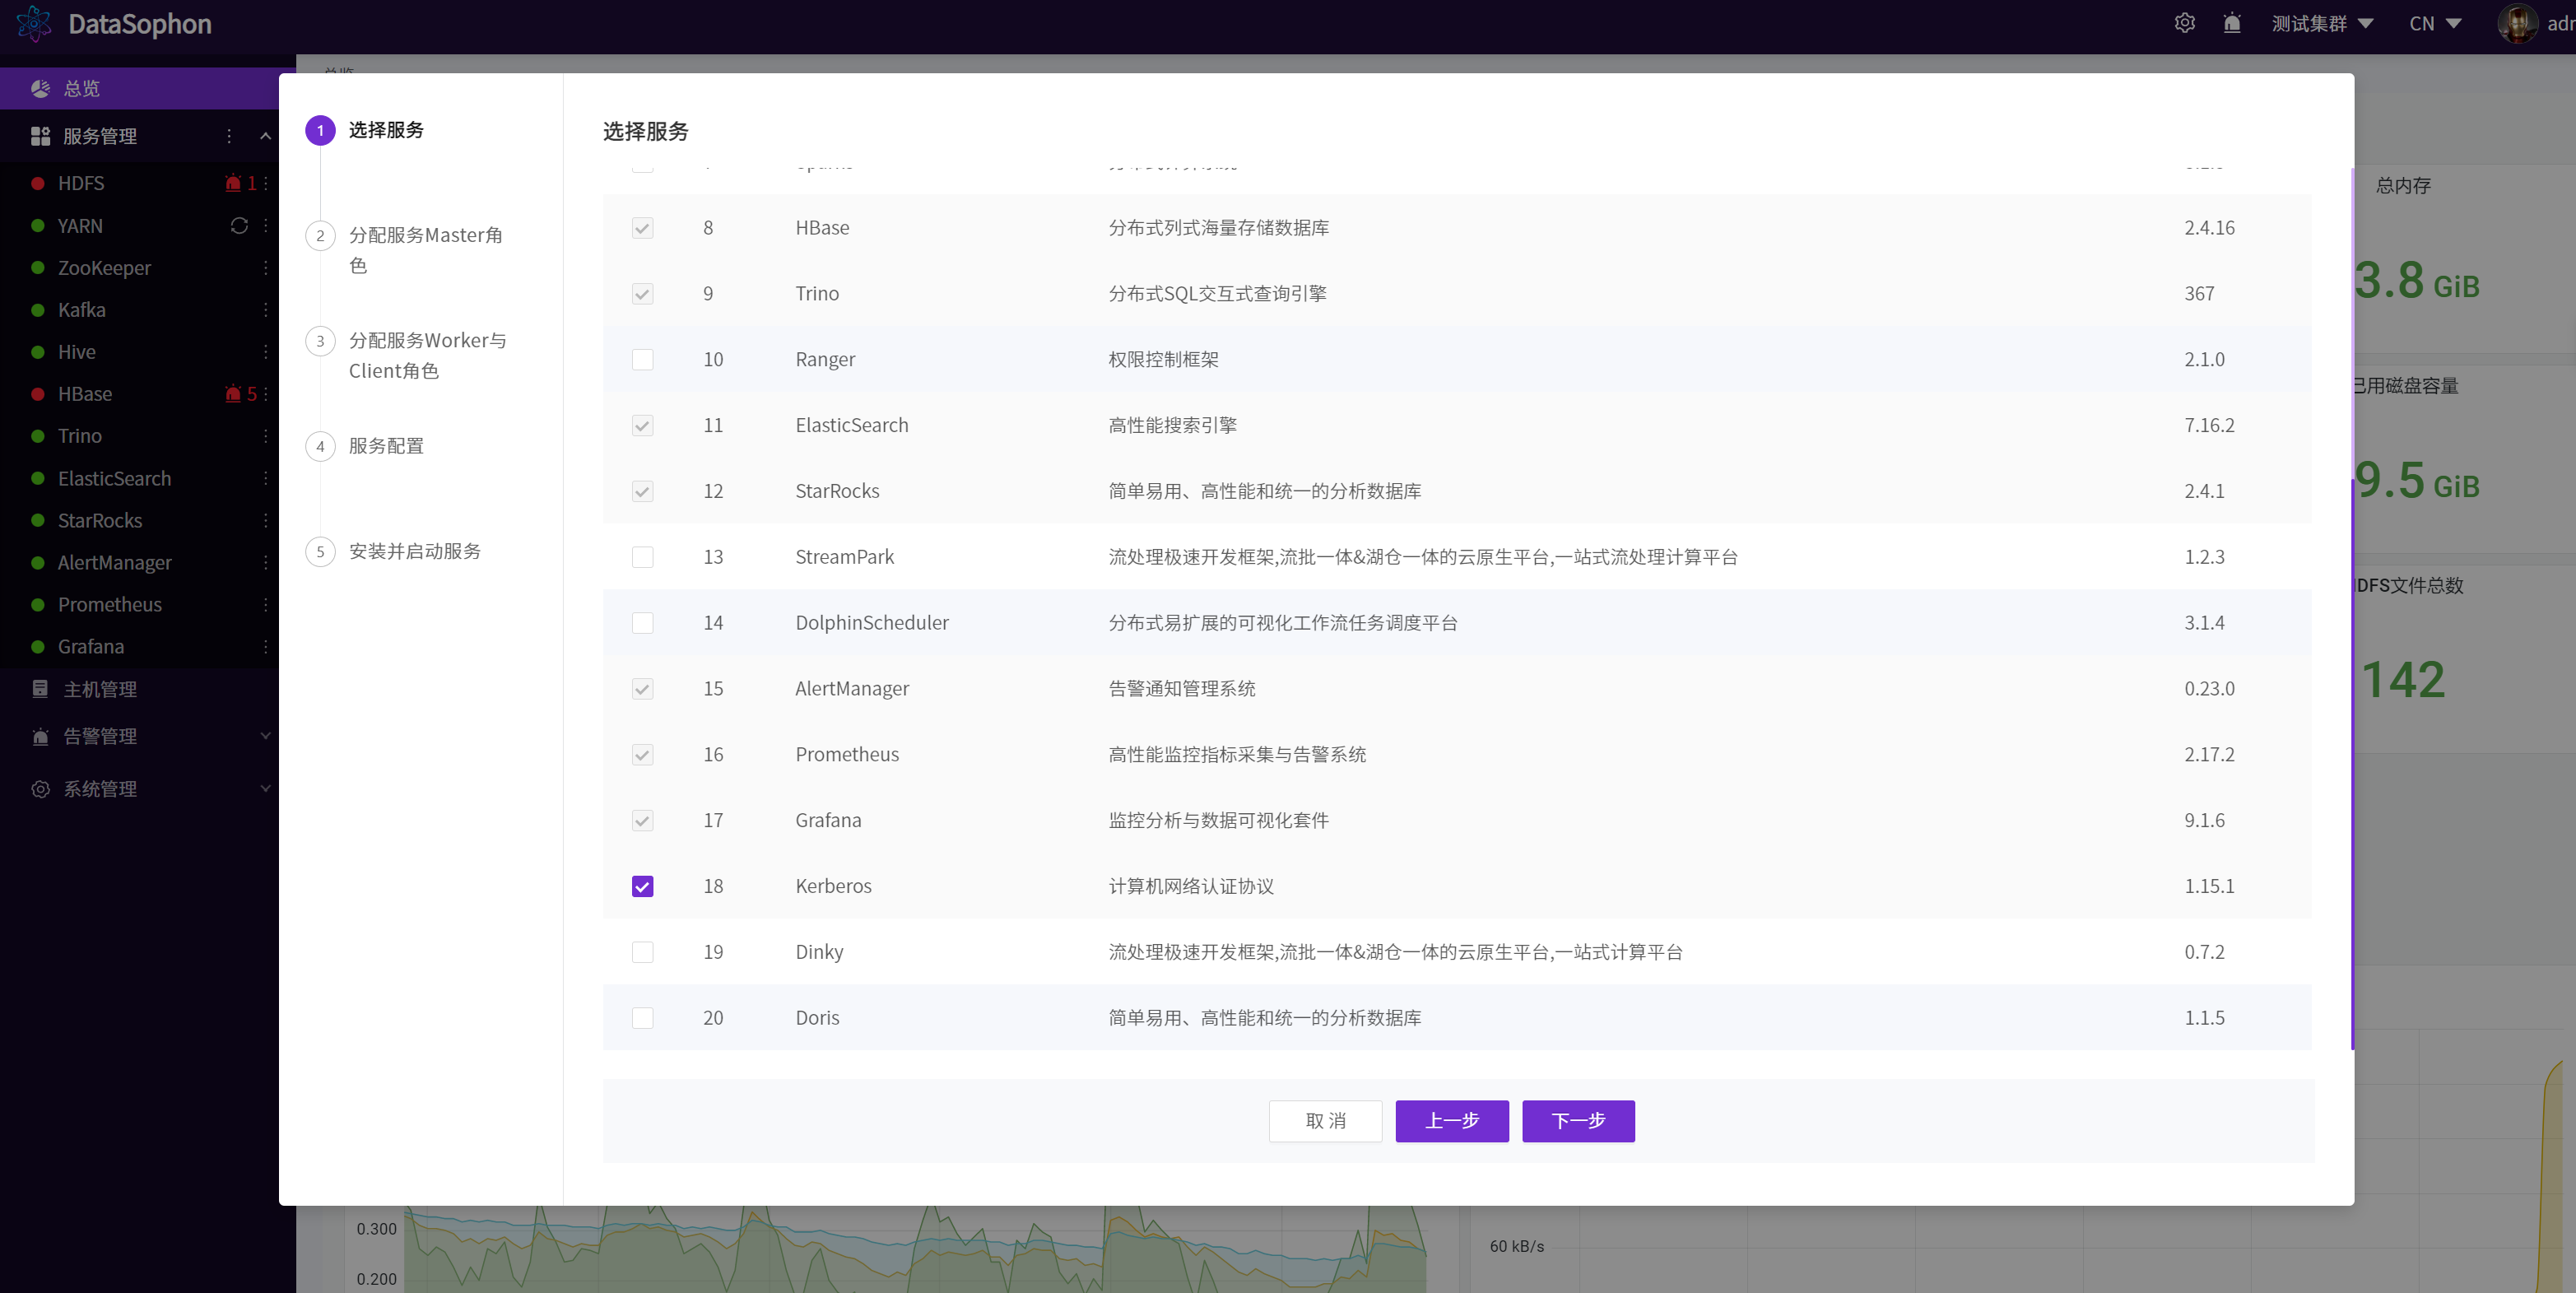 DataSophon
测试集群
CN
总览
服务管理
HDFS 1
YARN
ZooKeeper
Kafka
Hive
HBase 5
Trino
ElasticSearch
StarRocks
AlertManager
Prometheus
Grafana
主机管理
告警管理
系统管理
1 选择服务
2 分配服务Master角
色
3 分配服务Worker与
Client角色
4 服务配置
5 安装并启动服务
选择服务
8 HBase 分布式列式海量存储数据库 2.4.16
9 Trino 分布式SQL交互式查询引擎 367
10 Ranger 权限控制框架 2.1.0
11 ElasticSearch 高性能搜索引擎 7.16.2
12 StarRocks 简单易用、高性能和统一的分析数据库 2.4.1
13 StreamPark 流处理极速开发框架,流批一体&湖仓一体的云原生平台,一站式流处理计算平台 1.2.3
14 DolphinScheduler 分布式易扩展的可视化工作流任务调度平台 3.1.4
15 AlertManager 告警通知管理系统 0.23.0
16 Prometheus 高性能监控指标采集与告警系统 2.17.2
17 Grafana 监控分析与数据可视化套件 9.1.6
18 Kerberos 计算机网络认证协议 1.15.1
19 Dinky 流处理极速开发框架,流批一体&湖仓一体的云原生平台,一站式计算平台 0.7.2
20 Doris 简单易用、高性能和统一的分析数据库 1.1.5
取 消
上一步
下一步
总内存
3.8 GiB
已用磁盘容量
9.5 GiB
DFS文件总数
142
0.300
0.200
60 kB/s